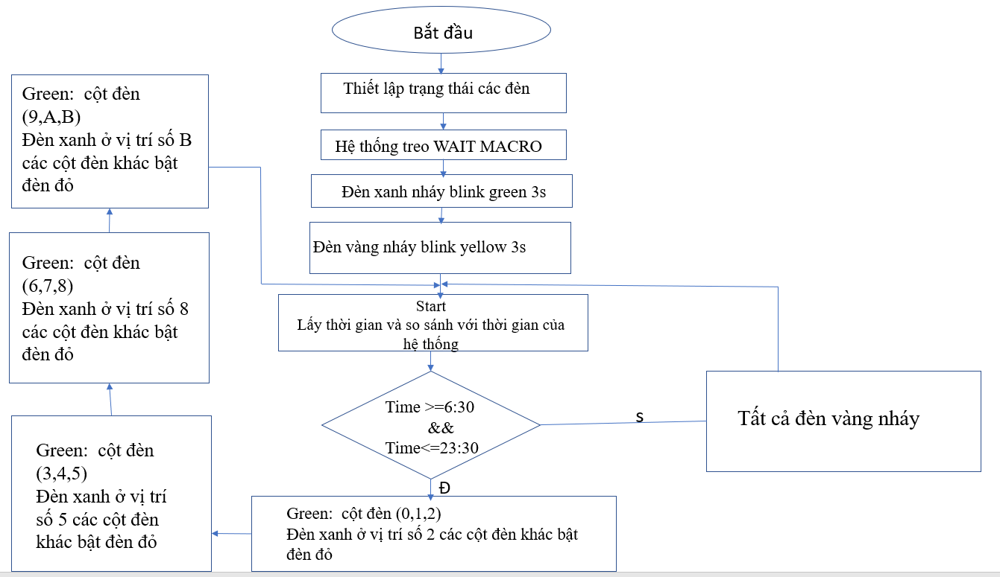 Bắt đầu
Thiết lập trạng thái các đèn
Hệ thống treo WAIT MACRO
Đèn xanh nháy blink green 3s
Đèn vàng nháy blink yellow 3s
Start
Lấy thời gian và so sánh với thời gian của
hệ thống
Time >=6:30
&&
Time<=23:30
s
Tất cả đèn vàng nháy
Đ
Green: cột đèn (0,1,2)
Đèn xanh ở vị trí số 2 các cột đèn khác bật
đèn đỏ
Green: cột đèn
(3,4,5)
Đèn xanh ở vị trí
số 5 các cột đèn
khác bật đèn đỏ
Green: cột đèn
(6,7,8)
Đèn xanh ở vị trí số 8
các cột đèn khác bật
đèn đỏ
Green: cột đèn
(9,A,B)
Đèn xanh ở vị trí số B
các cột đèn khác bật
đèn đỏ